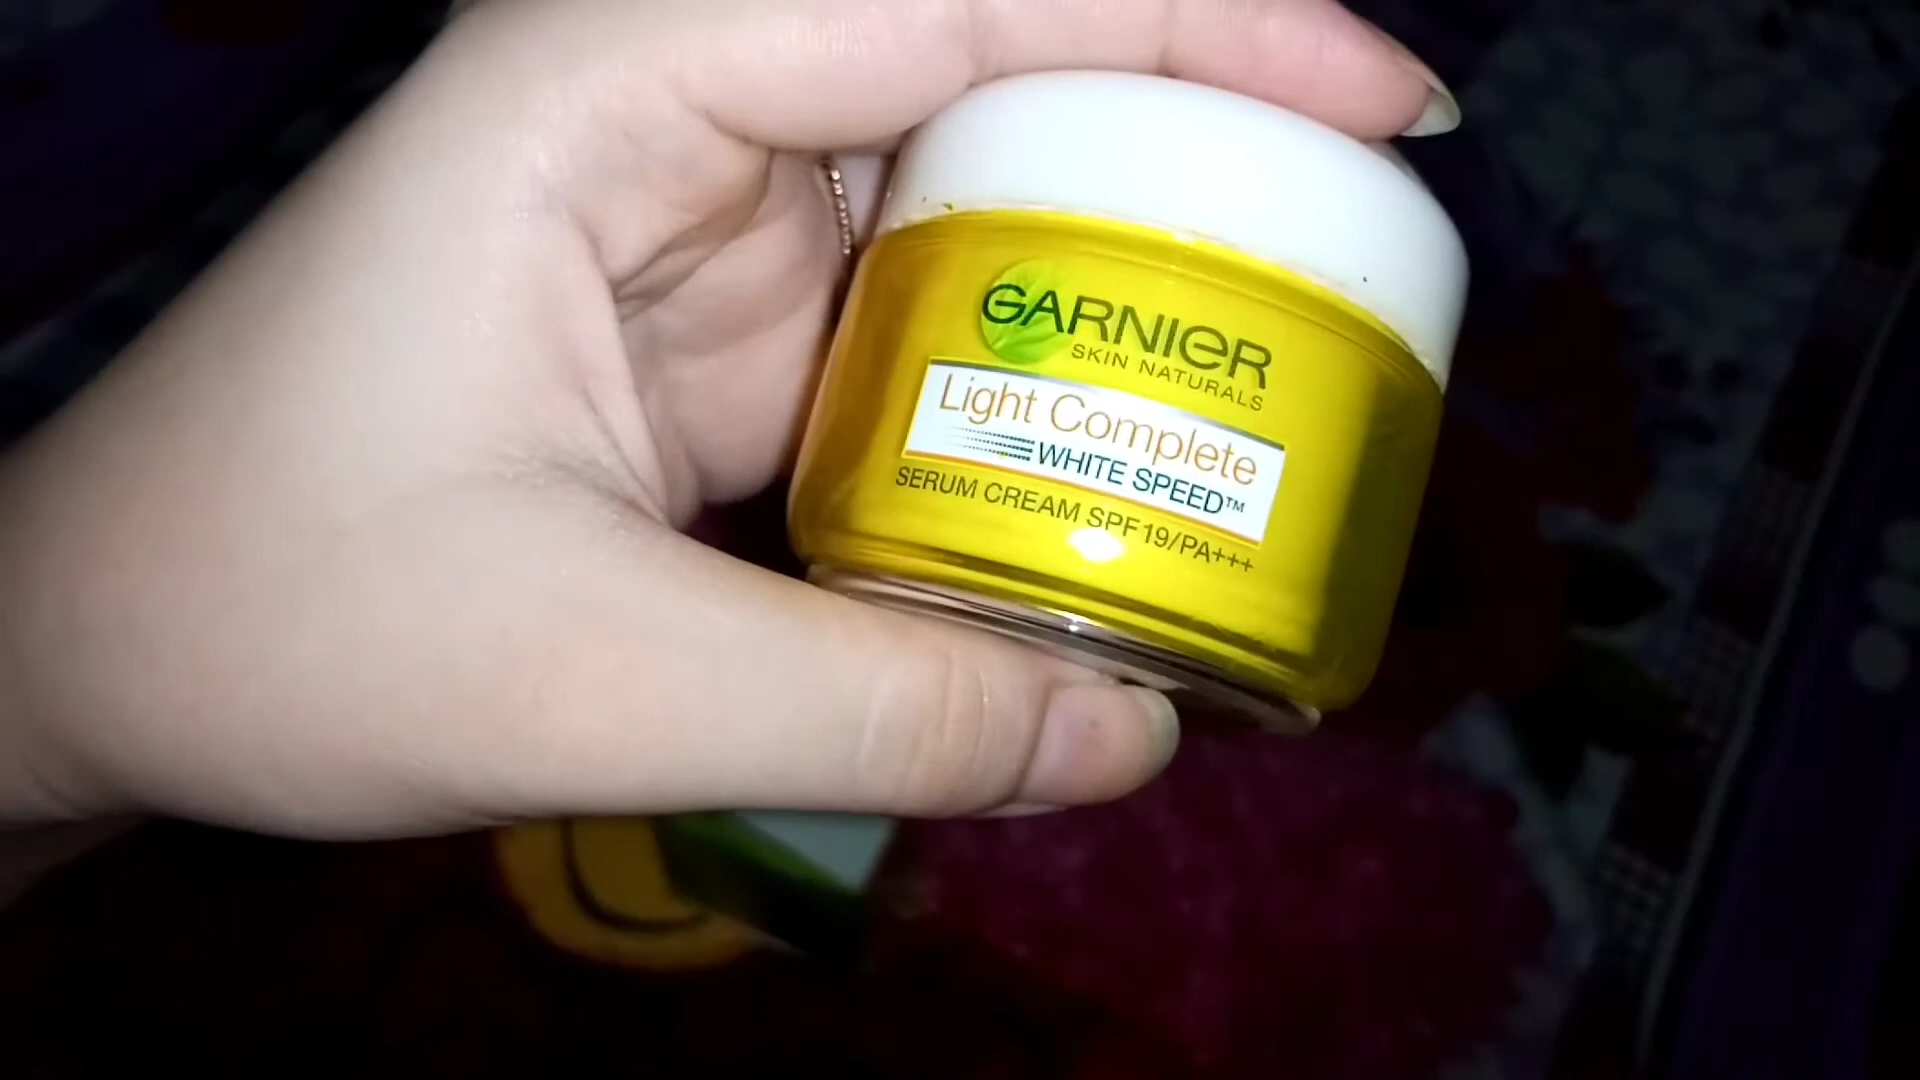 GARNIER
SKIN NATURALS
Light Complete
WHITE SPEED™
SERUM CREAM SPF19/PA+++